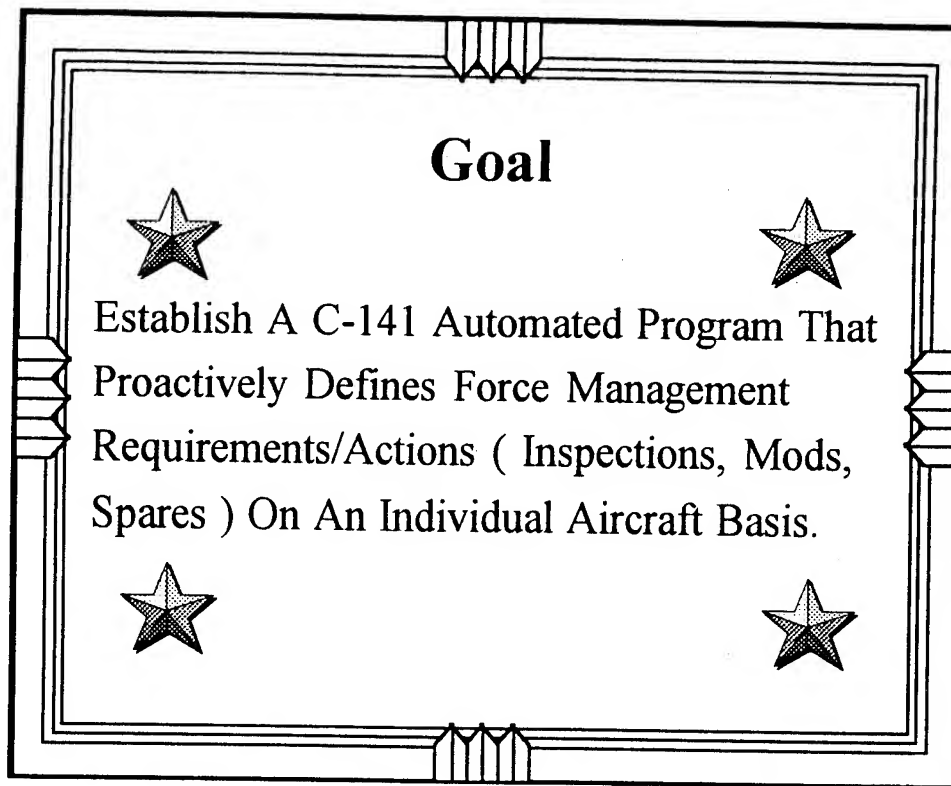 Goal
Establish A C-141 Automated Program That
Proactively Defines Force Management
Requirements/Actions ( Inspections, Mods,
Spares ) On An Individual Aircraft Basis.